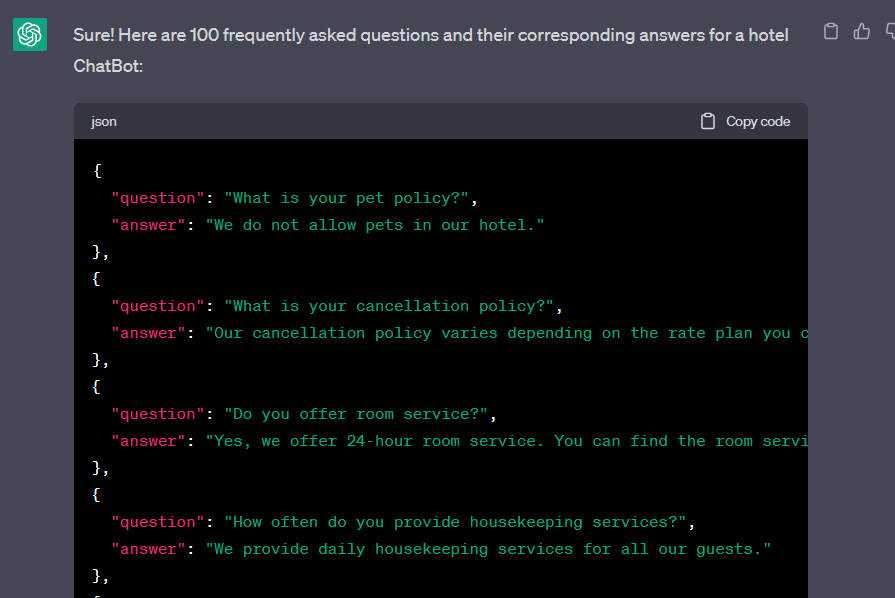 Sure! Here are 100 frequently asked questions and their corresponding answers for a hotel
ChatBot:
json Copy code
{
"question": "What is your pet policy?",
"answer": "We do not allow pets in our hotel."
},
{
"question": "What is your cancellation policy?",
"answer": "Our cancellation policy varies depending on the rate plan you
},
{
"question": "Do you offer room service?",
"answer": "Yes, we offer 24-hour room service. You can find the room
},
{
"question": "How often do you provide housekeeping services?",
"answer": "We provide daily housekeeping services for all our guests."
},